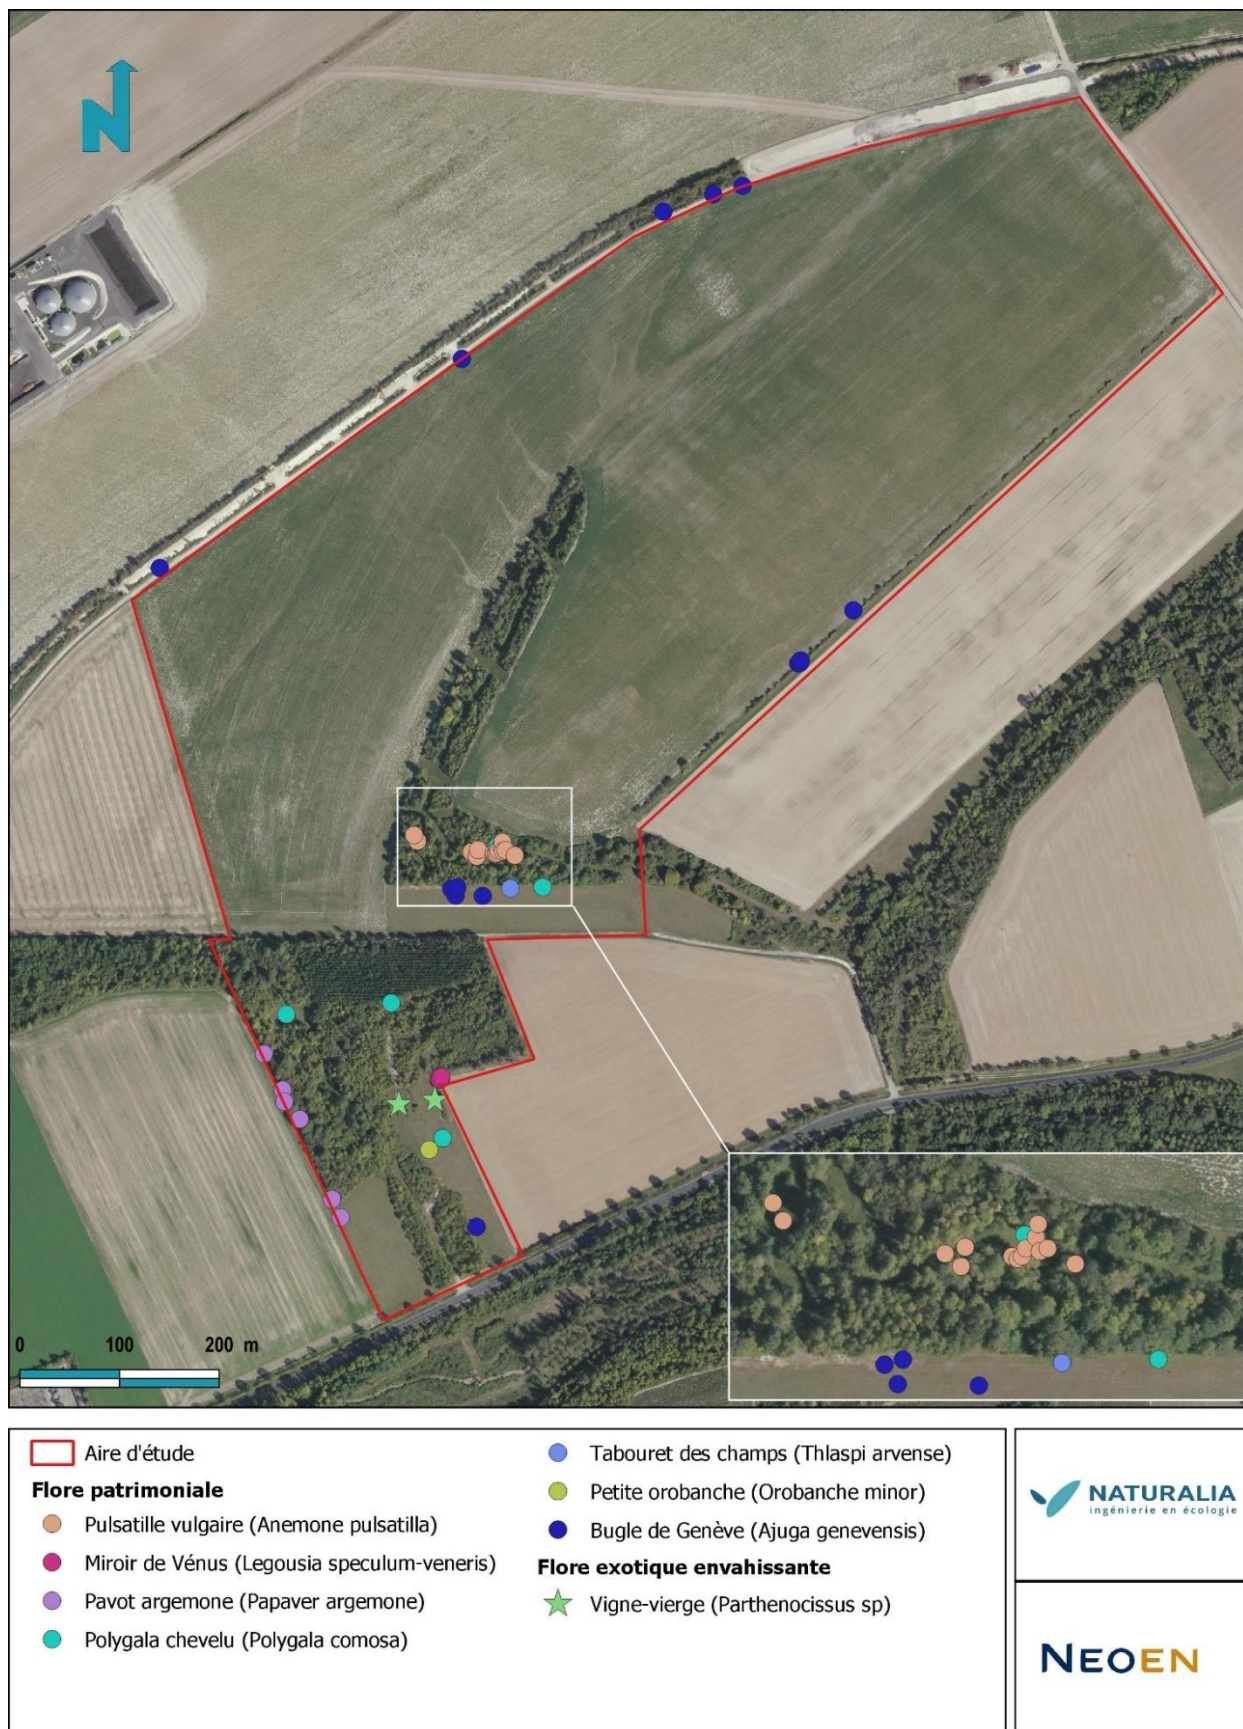 N
0 100 200 m
Aire d'étude
Flore patrimoniale
Pulsatille vulgaire (Anemone pulsatilla)
Miroir de Vénus (Legousia speculum-veneris)
Pavot argemone (Papaver argemone)
Polygala chevelu (Polygala comosa)
Tabouret des champs (Thlaspi arvense)
Petite orobanche (Orobanche minor)
Bugle de Genève (Ajuga genevensis)
Flore exotique envahissante
Vigne-vierge (Parthenocissus sp)
NATURALIA
ingénierie en écologie
NEOEN